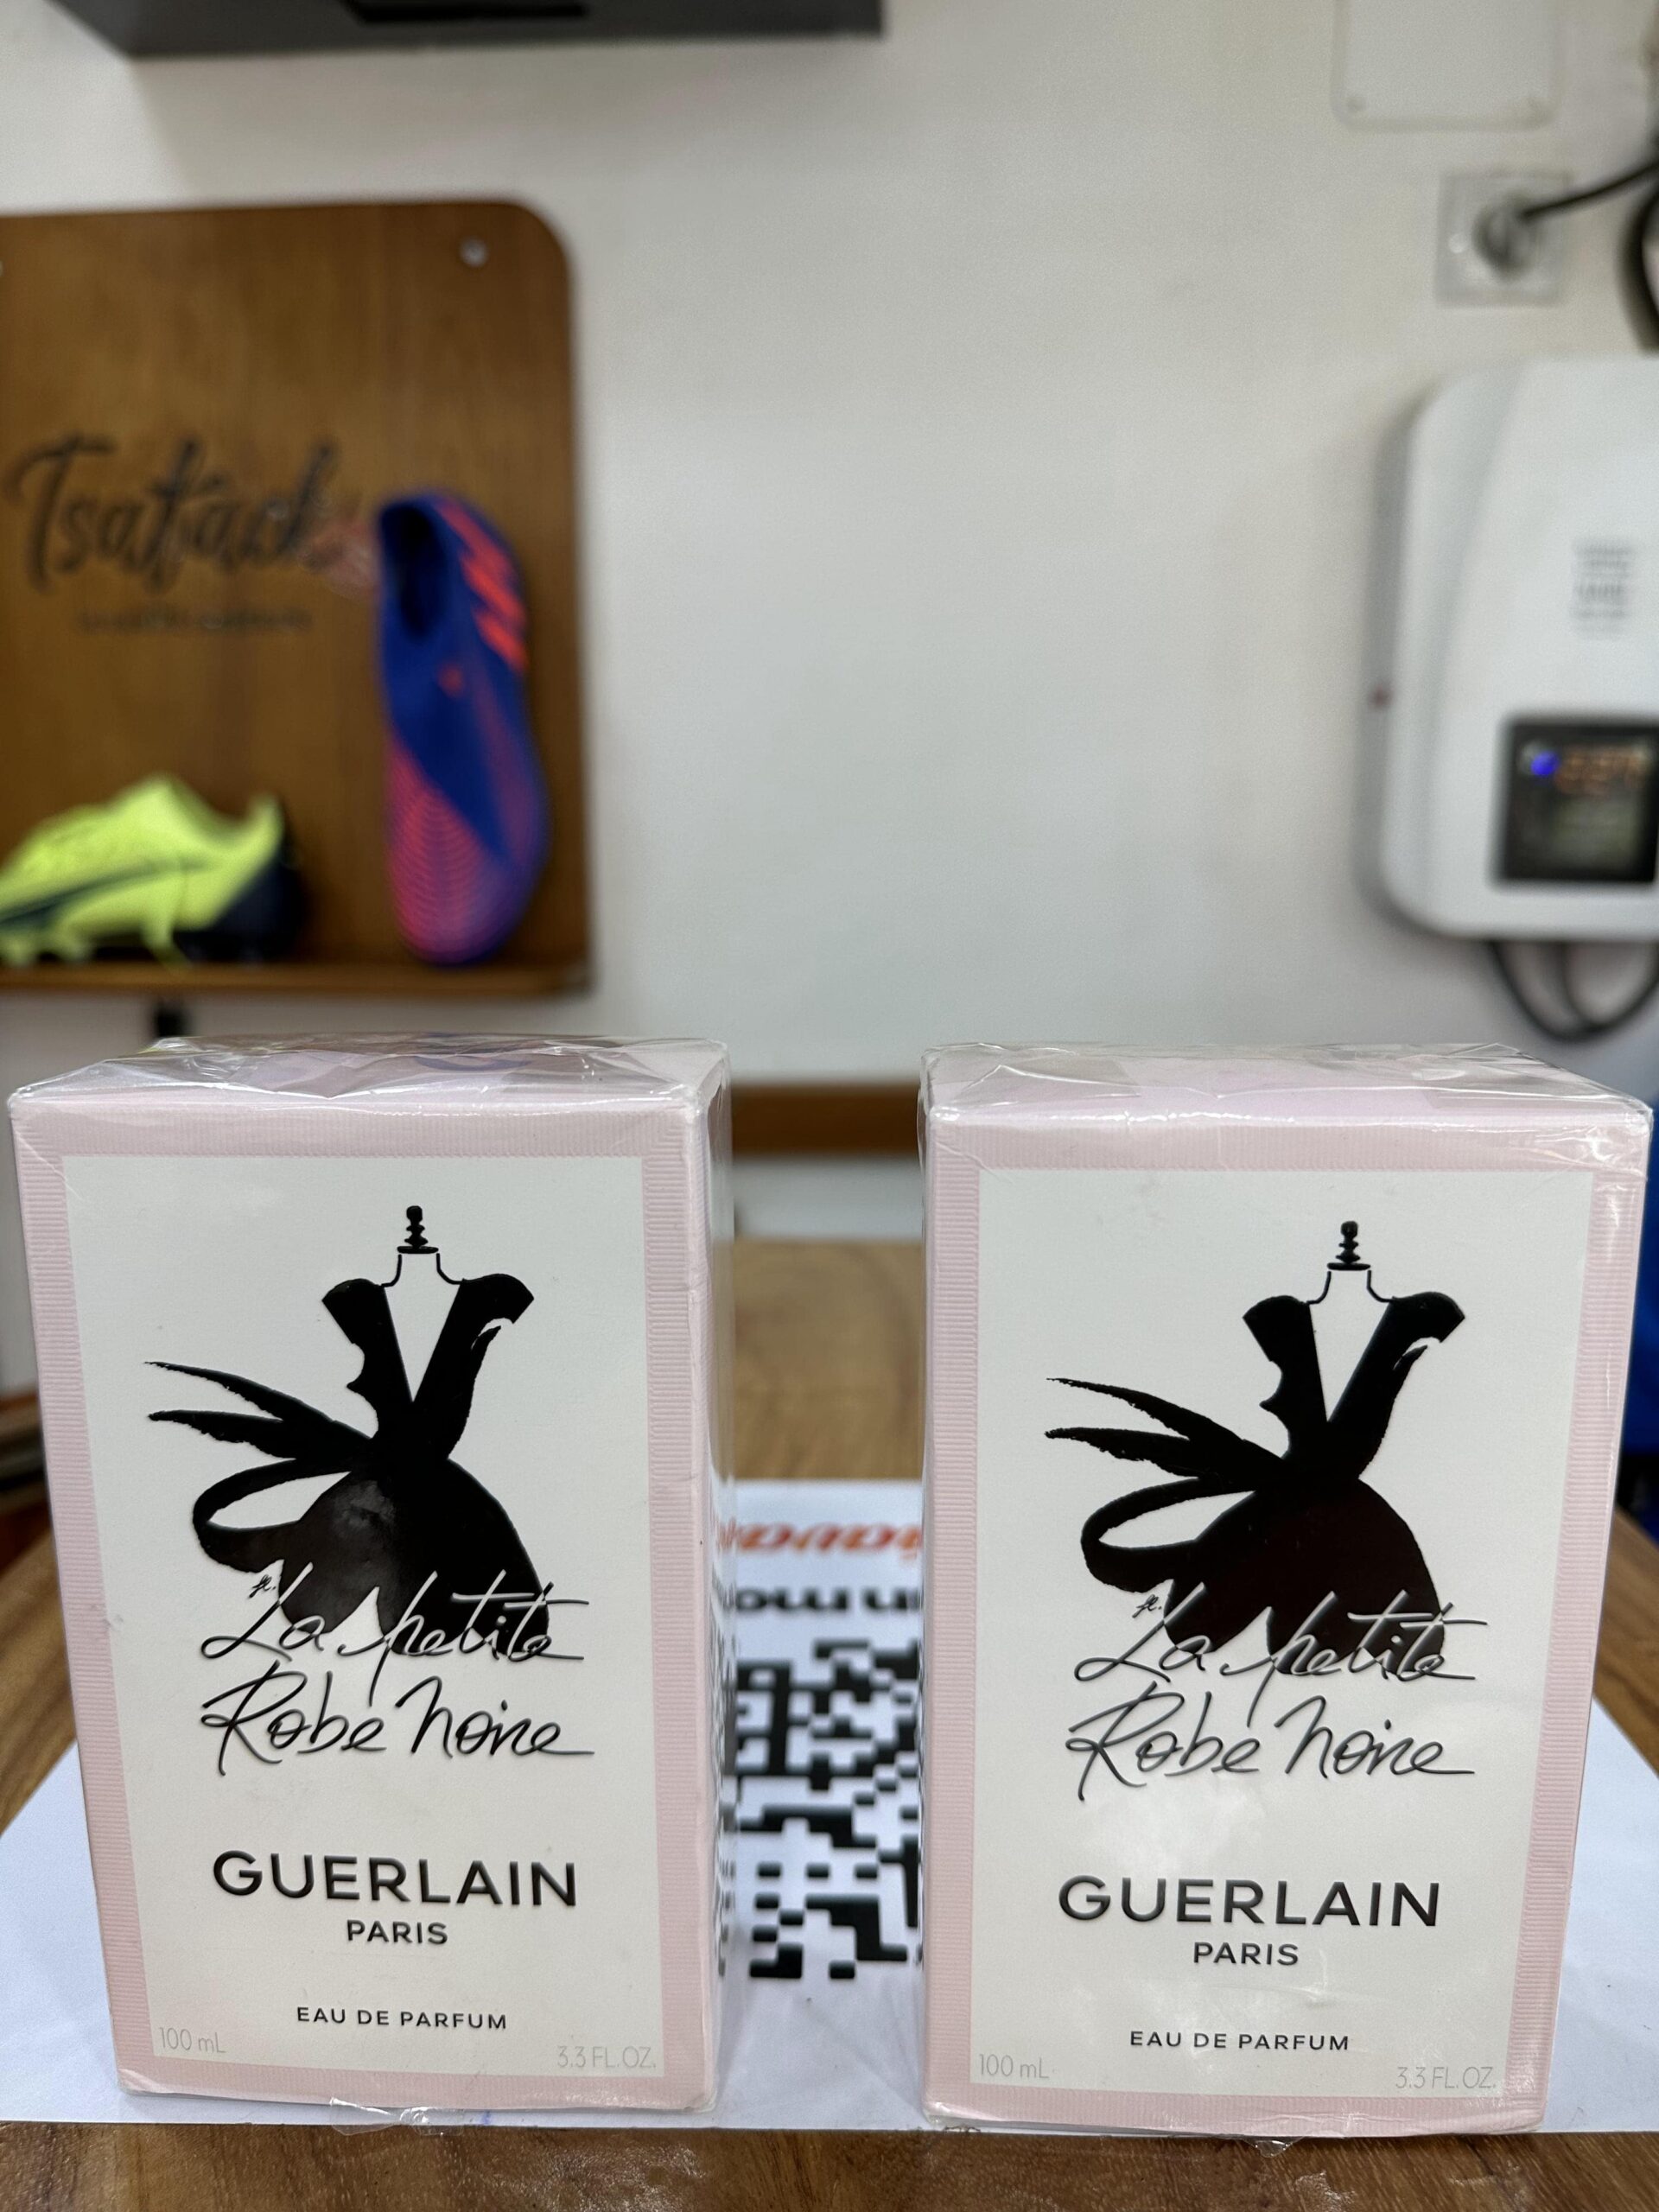 Tsatack
La petite
Robe Noire
GUERLAIN
PARIS
EAU DE PARFUM
100 mL
3.3 FL.OZ.
La petite
Robe Noire
GUERLAIN
PARIS
EAU DE PARFUM
100 mL
3.3 FL.OZ.